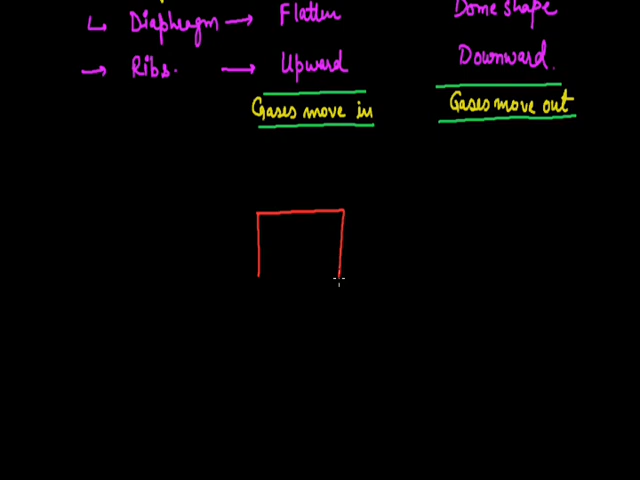 ↳ Diaphragm → Flatten Dome shape
→ Ribs. → Upward Downward.
Gases move in Gases move out